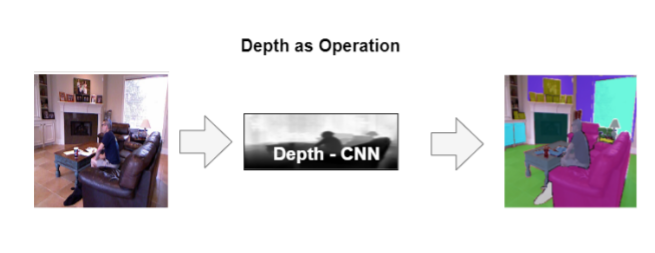 Depth as Operation
Depth - CNN